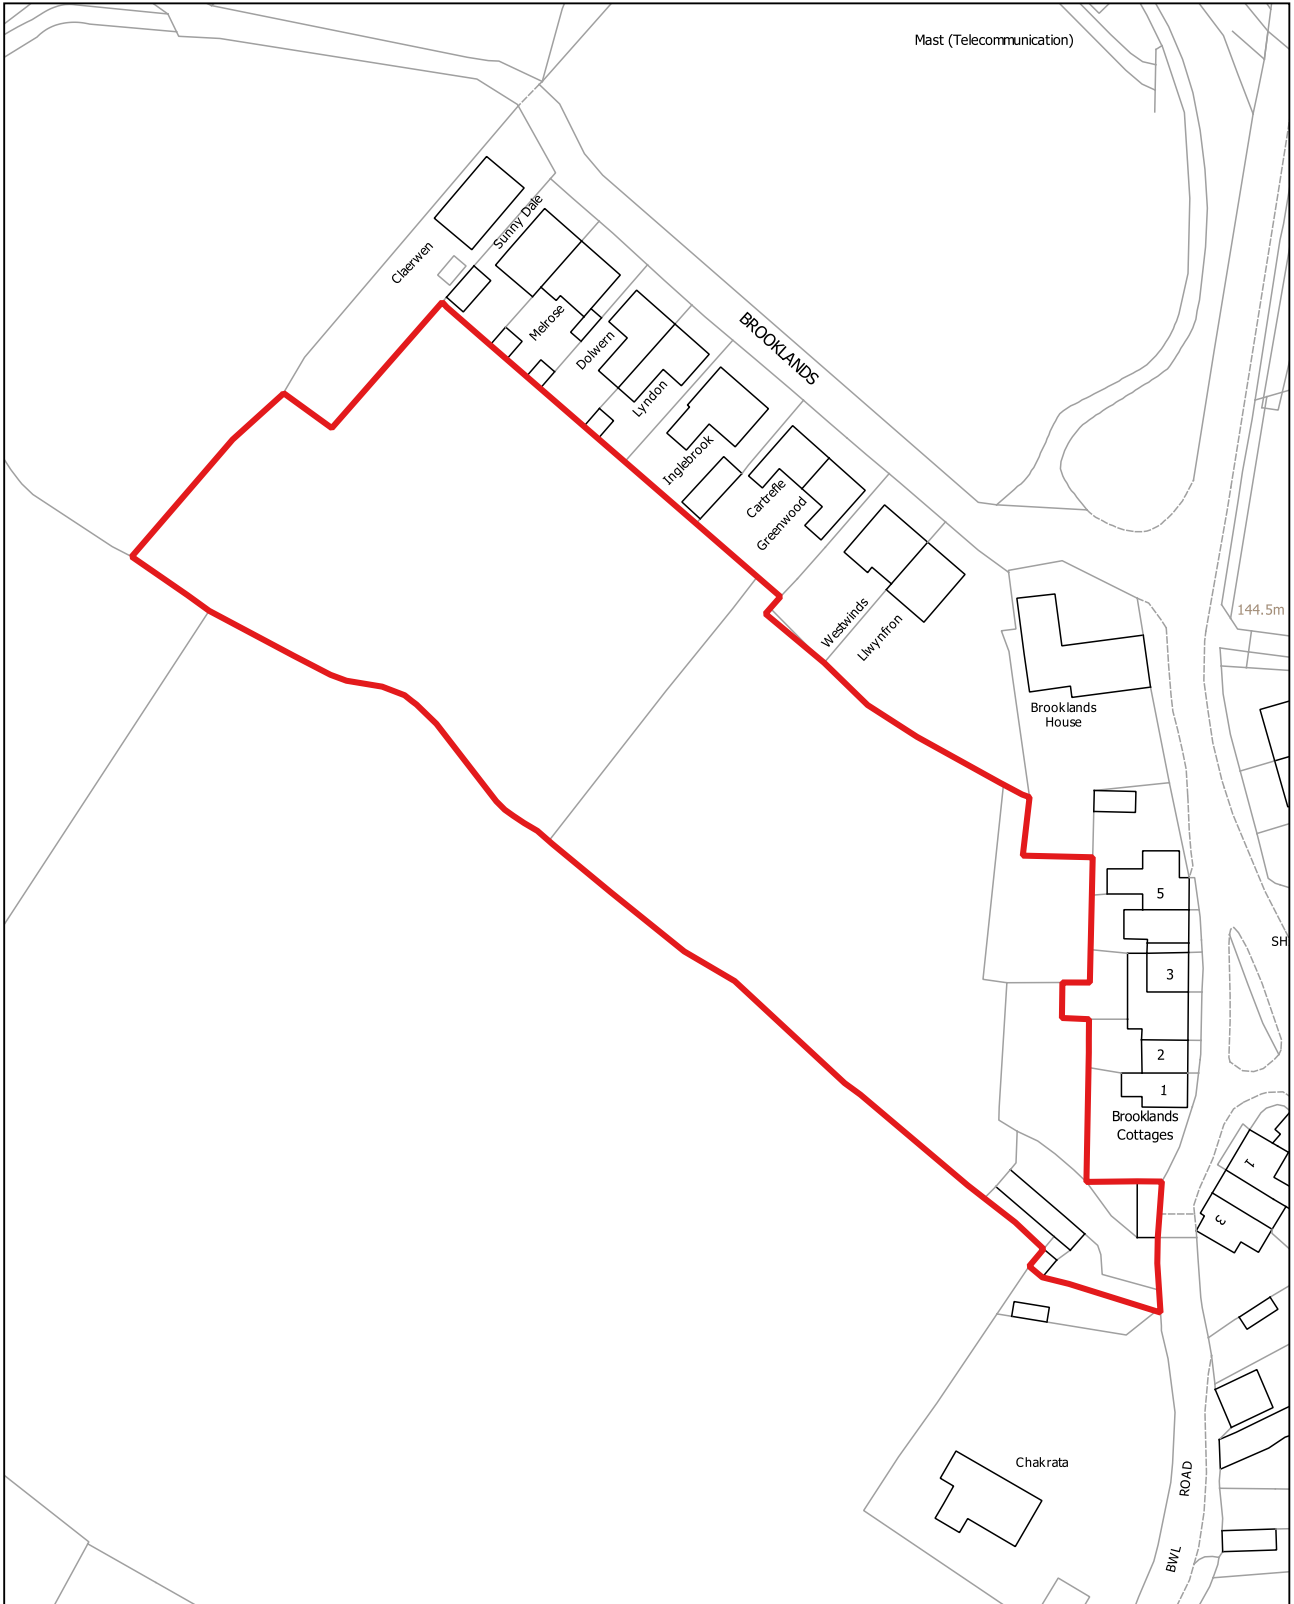 Mast (Telecommunication)
Sunny Dale
Claerwen
Melrose
BROOKLANDS
Dolwern
Lyndon
Inglebrook
Cartrefle
Greenwood
Westwinds
Llwynfron
144.5m
Brooklands
House
5
SH
3
2
1
Brooklands
Cottages
1
3
Chakrata
ROAD
BWL